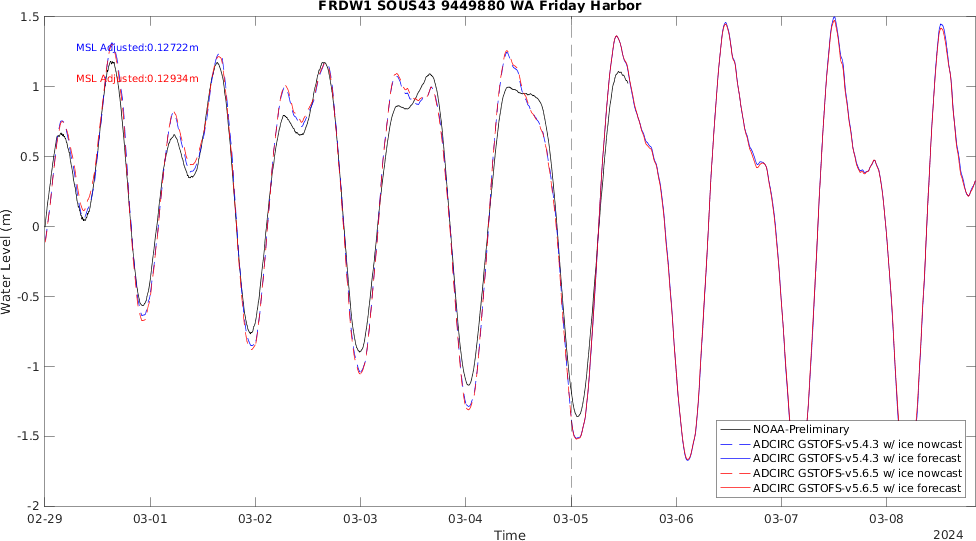 FRDW1 SOUS43 9449880 WA Friday Harbor
1.5
MSL Adjusted:0.12722m
MSL Adjusted:0.12934m
1
0.5
0
-0.5
-1
-1.5
-2
Water Level (m)
NOAA-Preliminary
ADCIRC GSTOFS-v5.4.3 w/ ice nowcast
ADCIRC GSTOFS-v5.4.3 w/ ice forecast
ADCIRC GSTOFS-v5.6.5 w/ ice nowcast
ADCIRC GSTOFS-v5.6.5 w/ ice forecast
02-29 03-01 03-02 03-03 03-04 03-05 03-06 03-07 03-08
Time
2024